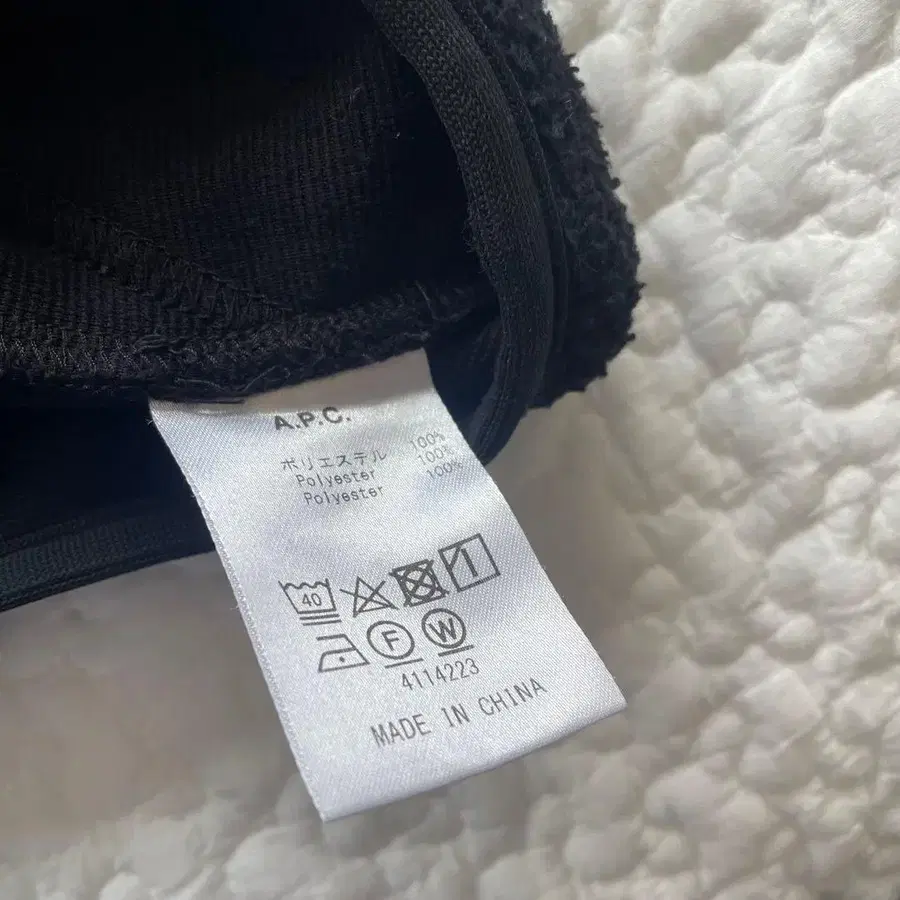 A.P.C.
ポリエステル 100%
Polyester 100%
Polyester 100%
40
F W
4114223
MADE IN CHINA